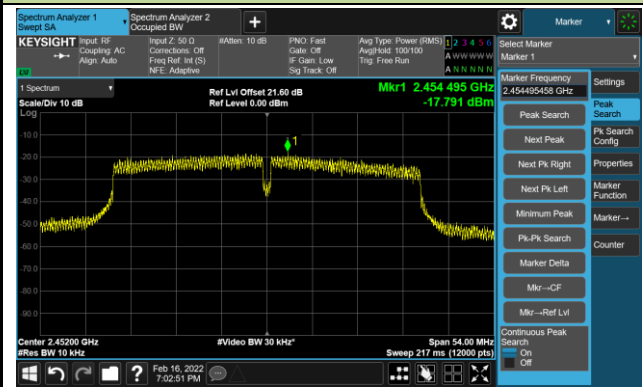 Spectrum Analyzer 1
Swept SA
Spectrum Analyzer 2
Occupied BW
Marker
KEYSIGHT
Input: RF
Coupling: AC
Align: Auto
Input Z: 50 Ω
Corrections: Off
Freq Ref: Int (S)
NFE: Adaptive
#Atten: 10 dB
PNO: Fast
Gate: Off
IF Gain: Low
Sig Track: Off
Avg Type: Power (RMS)
Avg|Hold: 100/100
Trig: Free Run
1 2 3 4 5 6
A W W W W W
A N N N N N
Select Marker
Marker 1
1 Spectrum
Scale/Div 10 dB
Log
Ref Lvl Offset 21.60 dB
Ref Level 0.00 dBm
Mkr1 2.454 495 GHz
-17.791 dBm
Marker Frequency
2.454495458 GHz
Peak Search
Next Peak
Next Pk Right
Next Pk Left
Minimum Peak
Pk-Pk Search
Marker Delta
Mkr→CF
Mkr→Ref Lvl
Continuous Peak
Search
On
Off
Settings
Peak
Search
Pk Search
Config
Properties
Marker
Function
Marker→
Counter
1
-10.0
-20.0
-30.0
-40.0
-50.0
-60.0
-70.0
-80.0
-90.0
Center 2.45200 GHz
#Res BW 10 kHz
#Video BW 30 kHz*
Span 54.00 MHz
Sweep 217 ms (12000 pts)
?
Feb 16, 2022
7:02:51 PM